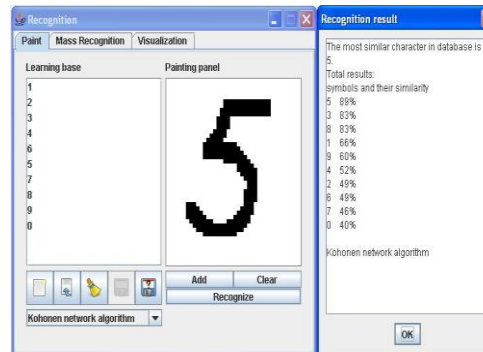 Recognition
Paint Mass Recognition Visualization
Learning base
1
2
3
4
6
5
7
8
9
0
Painting panel
5
Add Clear
Recognize
Kohonen network algorithm
Recognition result
The most similar character in database is
5.
Total results:
symbols and their similarity
5 89%
3 83%
8 83%
1 66%
9 60%
4 52%
2 49%
6 49%
7 46%
0 40%
Kohonen network algorithm
OK